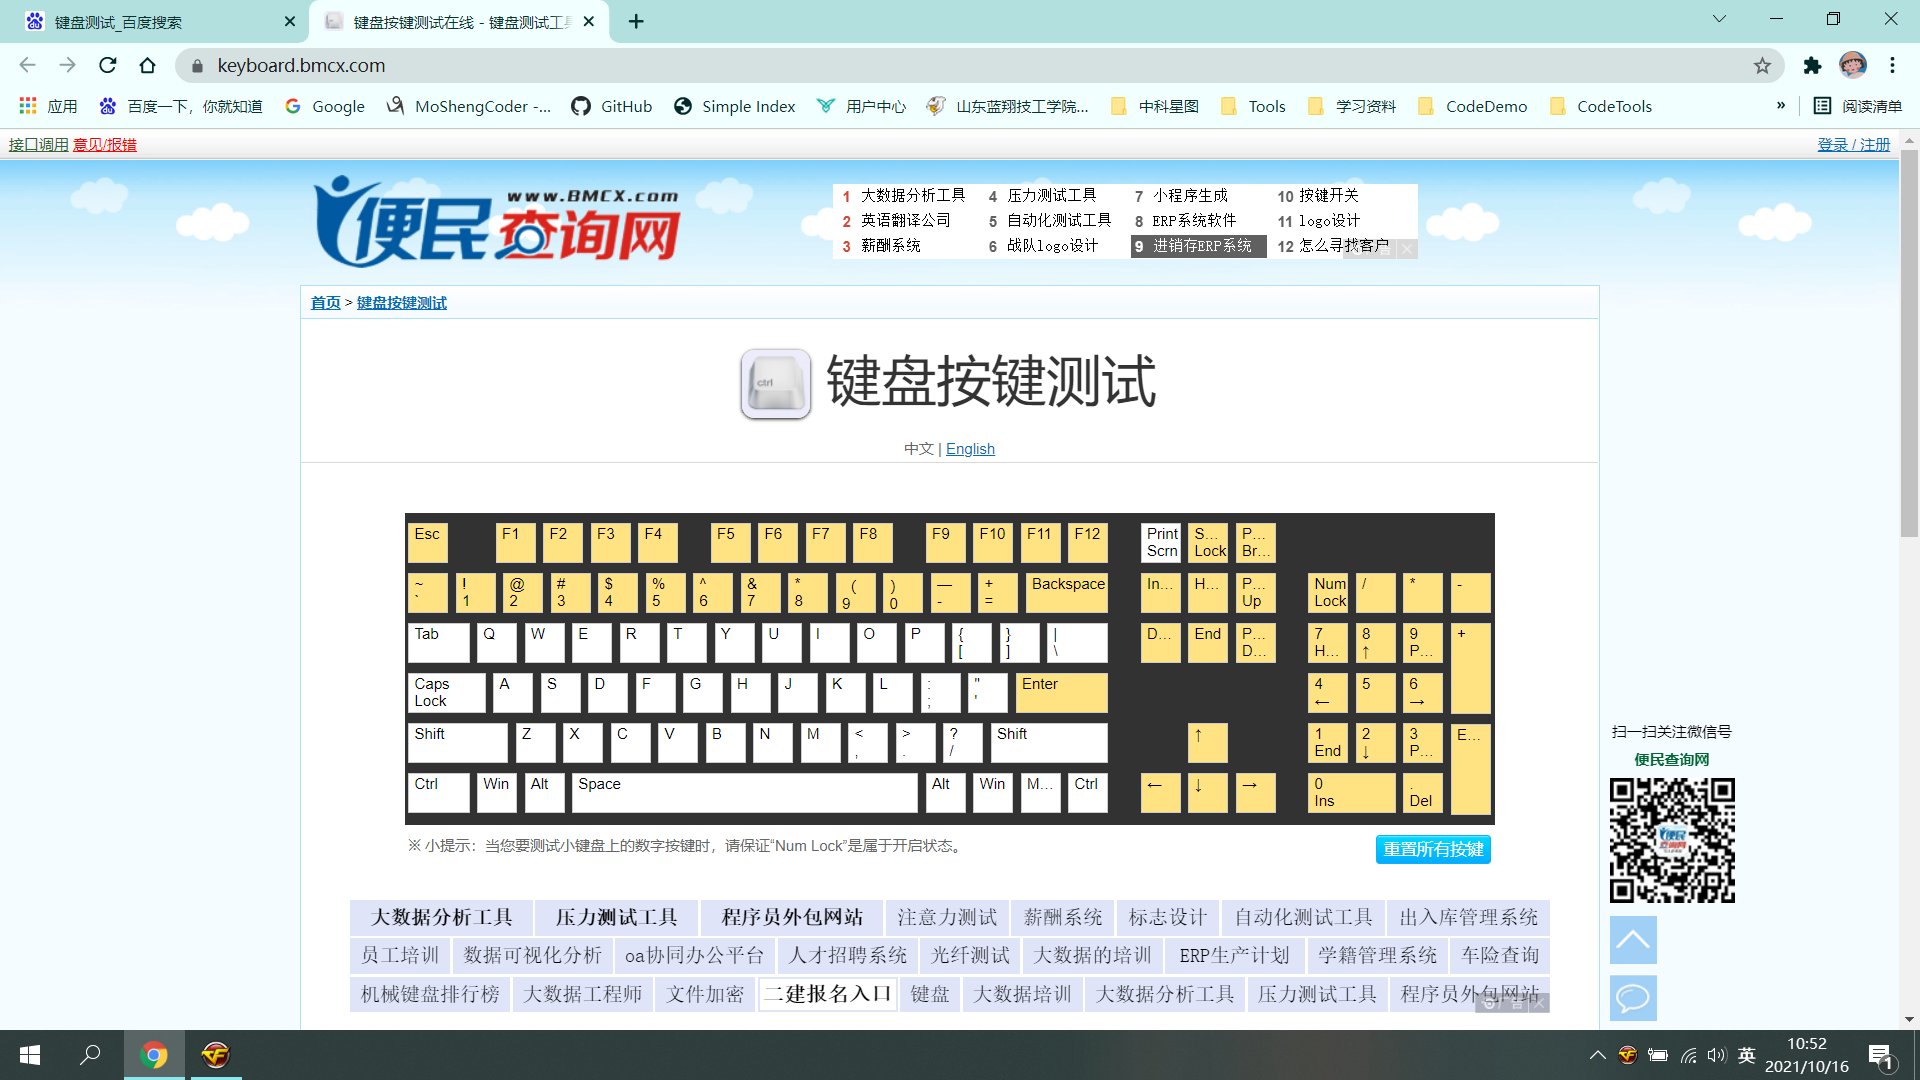 键盘测试_百度搜索
键盘按键测试在线 - 键盘测试工具
keyboard.bmcx.com
应用 百度一下，你就知道 Google MoShengCoder -... GitHub Simple Index 用户中心 山东蓝翔技工学院... 中科星图 Tools 学习资料 CodeDemo CodeTools » 阅读清单
接口调用 意见/报错 登录 / 注册
www.BMCX.com
便民查询网
1 大数据分析工具 4 压力测试工具 7 小程序生成 10 按键开关
2 英语翻译公司 5 自动化测试工具 8 ERP系统软件 11 logo设计
3 薪酬系统 6 战队logo设计 9 进销存ERP系统 12 怎么寻找客户
首页 > 键盘按键测试
ctrl
键盘按键测试
中文 | English
Esc F1 F2 F3 F4 F5 F6 F7 F8 F9 F10 F11 F12 Print Scrn S... Lock P... Br...
~ ` ! 1 @ 2 # 3 $ 4 % 5 ^ 6 & 7 * 8 ( 9 ) 0 — - + = Backspace In... H... P... Up Num Lock / * -
Tab Q W E R T Y U I O P { [ } ] | \ D... End P... D... 7 H... 8 ↑ 9 P... +
Caps Lock A S D F G H J K L : ; " ' Enter 4 ← 5 6 →
Shift Z X C V B N M < , > . ? / Shift ↑ 1 End 2 ↓ 3 P... E...
Ctrl Win Alt Space Alt Win M... Ctrl ← ↓ → 0 Ins . Del
※ 小提示：当您要测试小键盘上的数字按键时，请保证“Num Lock”是属于开启状态。
重置所有按键
扫一扫关注微信号
便民查询网
大数据分析工具 压力测试工具 程序员外包网站 注意力测试 薪酬系统 标志设计 自动化测试工具 出入库管理系统
员工培训 数据可视化分析 oa协同办公平台 人才招聘系统 光纤测试 大数据的培训 ERP生产计划 学籍管理系统 车险查询
机械键盘排行榜 大数据工程师 文件加密 二建报名入口 键盘 大数据培训 大数据分析工具 压力测试工具 程序员外包网站
英
10:52
2021/10/16
1